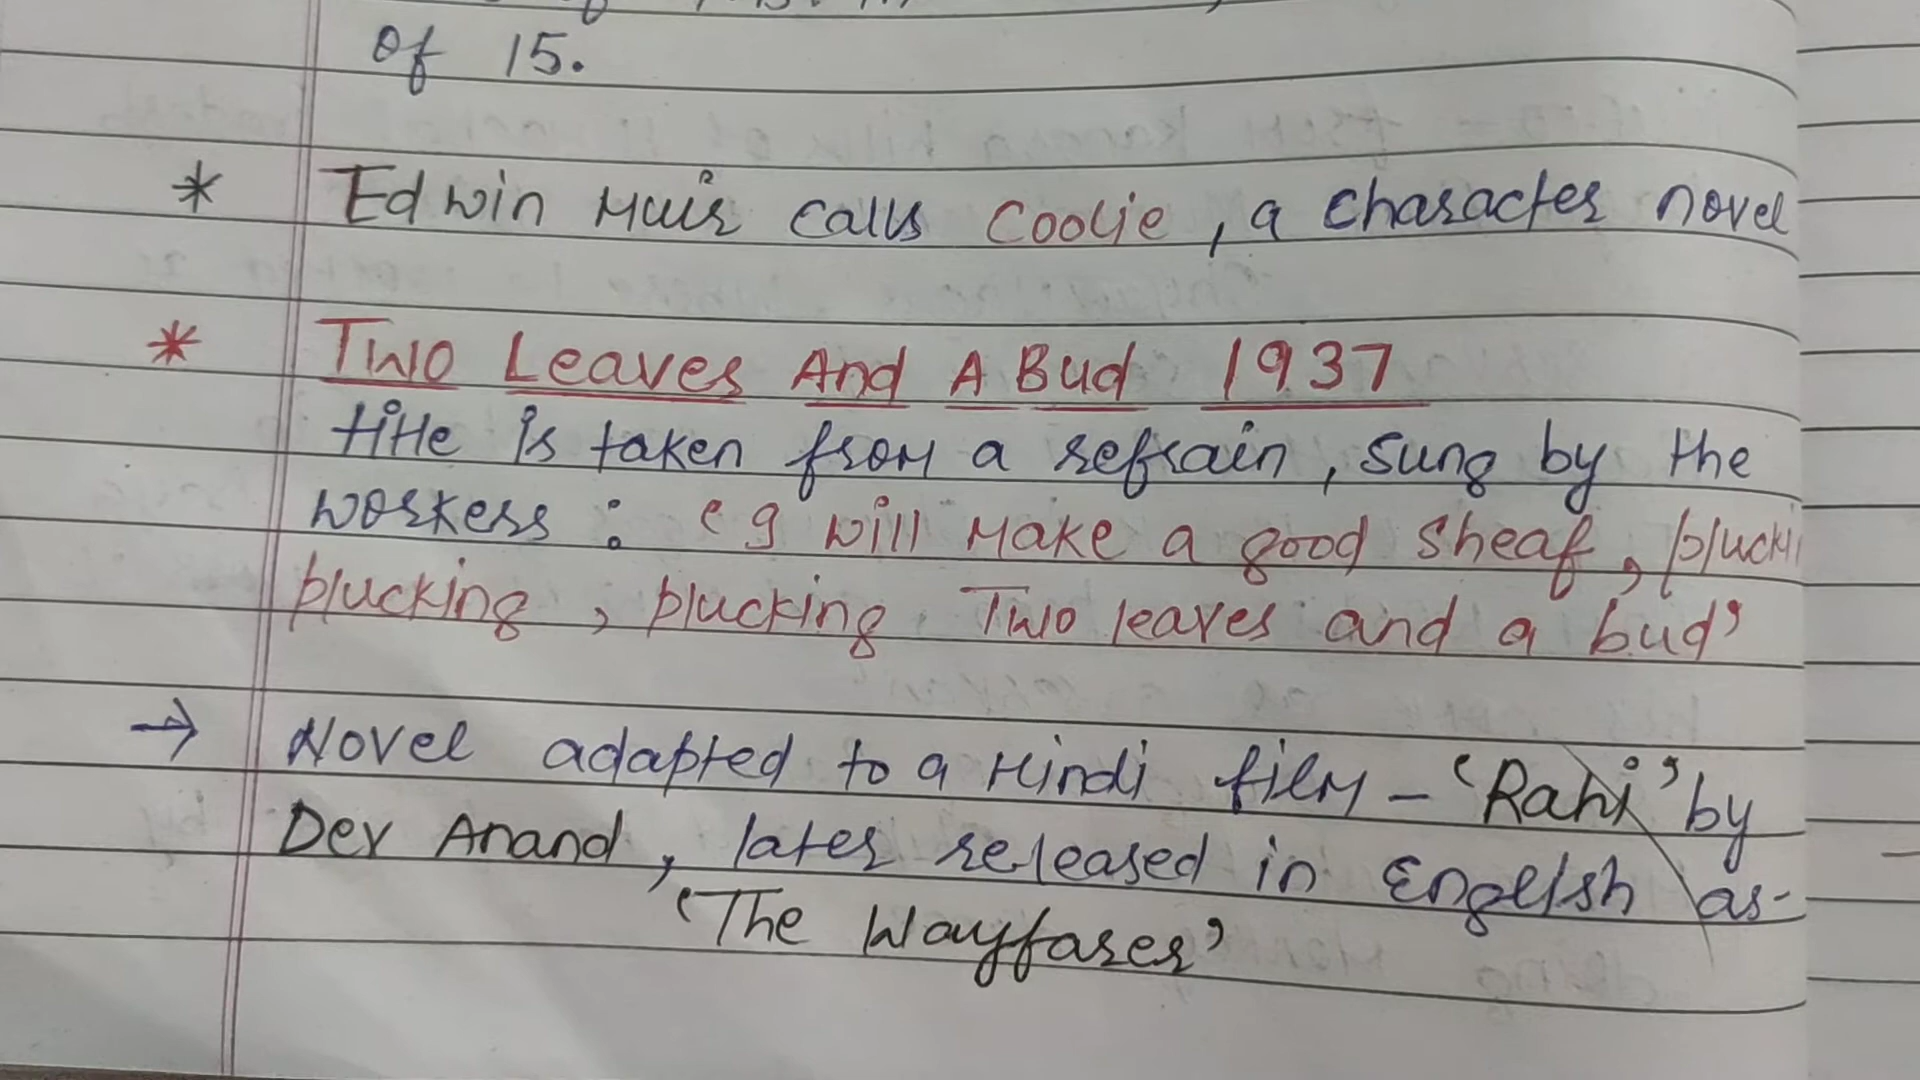 of 15.
* Edwin Muir calls Coolie, a character novel
* Two Leaves And A Bud 1937
title is taken from a refrain, sung by the
workers : 'I will make a good sheaf, plucki
plucking, plucking Two leaves and a bud'
→ Novel adapted to a Hindi film - 'Rahi' by
Dev Anand, later released in English as-
'The Wayfarer'